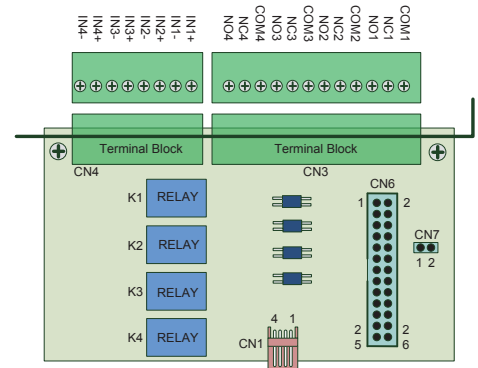 IN4- IN4+ IN3- IN3+ IN2- IN2+ IN1- IN1+
NO4 NC4 COM4 NO3 NC3 COM3 NO2 NC2 COM2 NO1 NC1 COM1
Terminal Block
Terminal Block
CN4
CN3
K1 RELAY
K2 RELAY
K3 RELAY
K4 RELAY
CN6
1 2
2 2
5 6
CN7
1 2
4 1
CN1